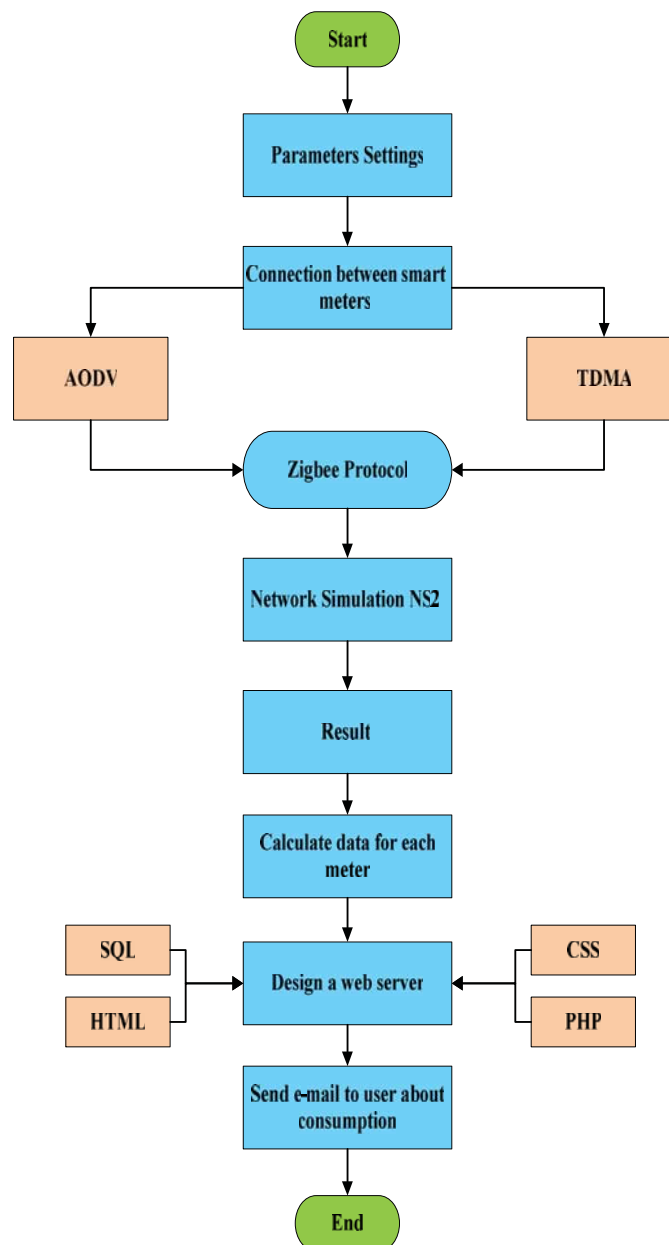 Start
Parameters Settings
Connection between smart
meters
AODV
TDMA
Zigbee Protocol
Network Simulation NS2
Result
Calculate data for each
meter
SQL
HTML
Design a web server
CSS
PHP
Send e-mail to user about
consumption
End